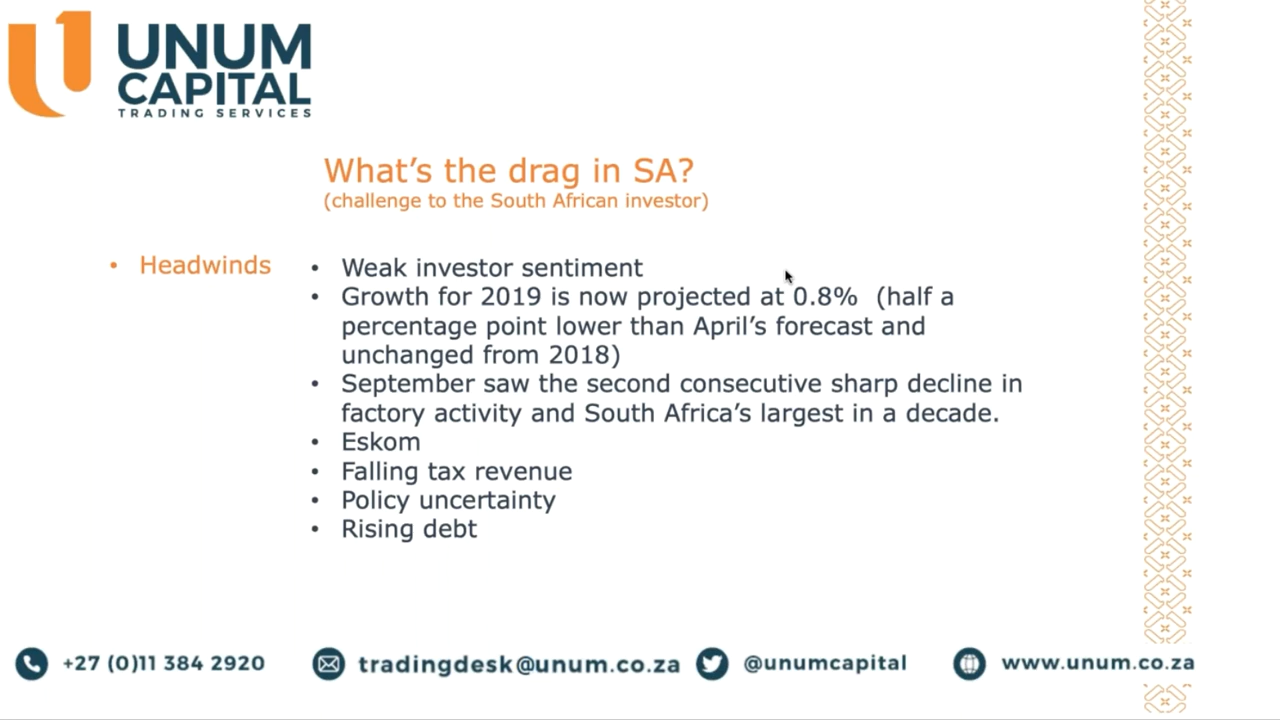 UNUM
CAPITAL
TRADING SERVICES
What's the drag in SA?
(challenge to the South African investor)
• Headwinds
• Weak investor sentiment
• Growth for 2019 is now projected at 0.8% (half a
percentage point lower than April's forecast and
unchanged from 2018)
• September saw the second consecutive sharp decline in
factory activity and South Africa's largest in a decade.
• Eskom
• Falling tax revenue
• Policy uncertainty
• Rising debt
+27 (0)11 384 2920
tradingdesk@unum.co.za
@unumcapital
www.unum.co.za